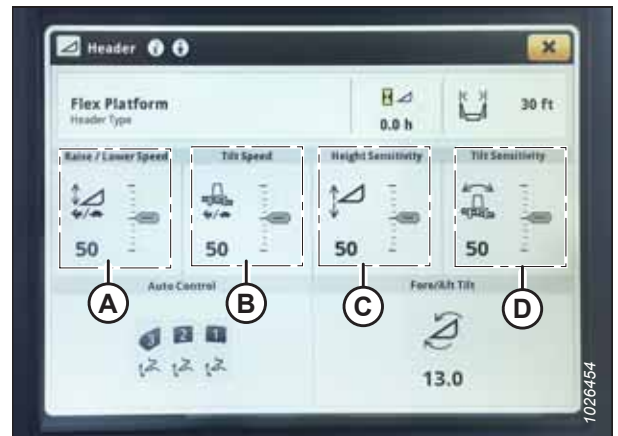 Header i
Flex Platform
Header Type
0.0 h
30 ft
Raise / Lower Speed
Tilt Speed
Height Sensitivity
Tilt Sensitivity
50
50
50
50
A
B
C
D
Auto Control
Fore/Aft Tilt
3 2 1
13.0
1026454